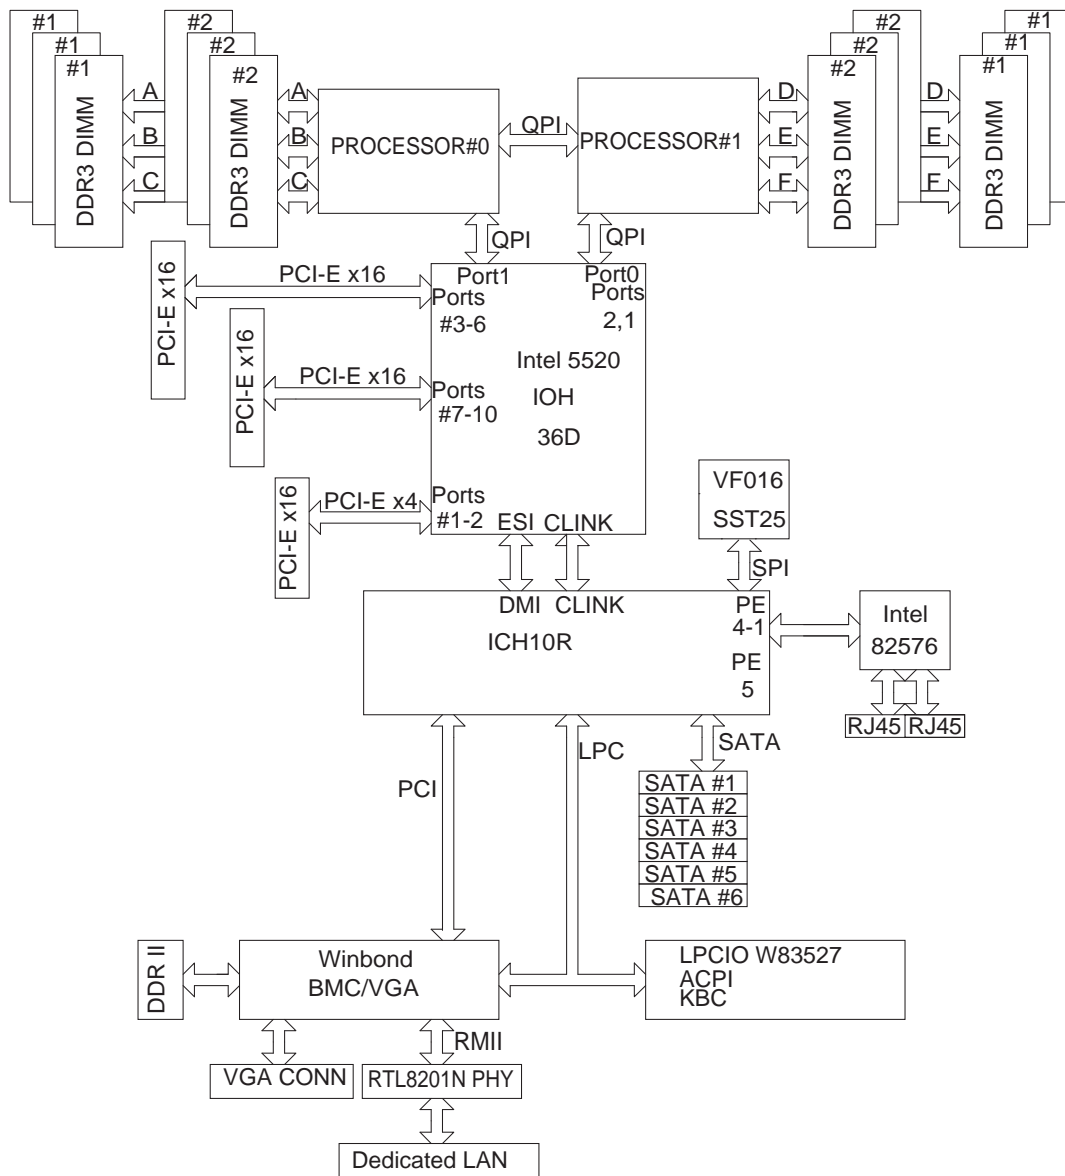 #1
#2
#2
#1
#1
#2
#2
#1
#1
#2
#2
#1
DDR3 DIMM
DDR3 DIMM
DDR3 DIMM
DDR3 DIMM
A
A
D
D
B
B
E
E
C
C
F
F
PROCESSOR#0
QPI
PROCESSOR#1
QPI
QPI
PCI-E x16
PCI-E x16
Port1
Port0
Ports
#3-6
Ports
2,1
PCI-E x16
PCI-E x16
Ports
#7-10
Intel 5520
IOH
36D
PCI-E x16
PCI-E x4
Ports
#1-2
ESI
CLINK
VF016
SST25
SPI
DMI
CLINK
ICH10R
PE
4-1
PE
5
Intel
82576
RJ45
RJ45
PCI
LPC
SATA
SATA #1
SATA #2
SATA #3
SATA #4
SATA #5
SATA #6
DDR II
Winbond
BMC/VGA
LPCIO W83527
ACPI
KBC
RMII
VGA CONN
RTL8201N PHY
Dedicated LAN